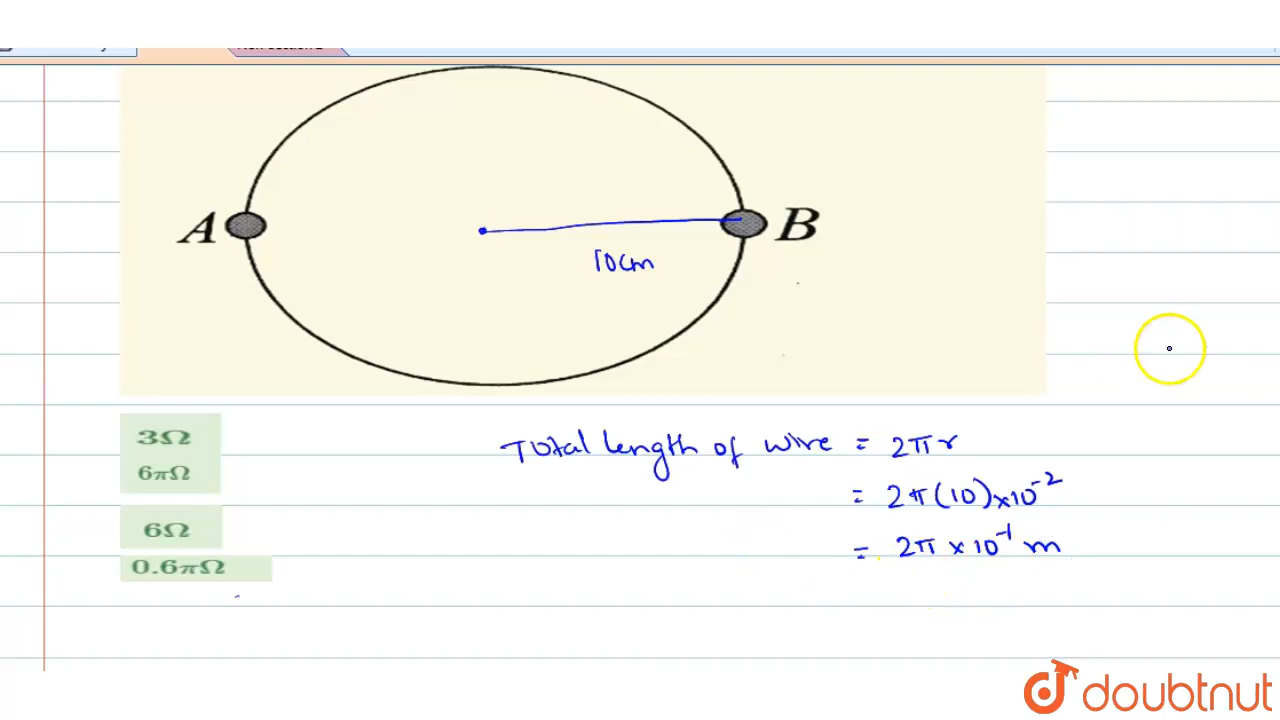 A
B
10cm
3Ω
6πΩ
6Ω
0.6πΩ
Total length of wire = 2πr
= 2π(10)×10⁻²
= 2π×10⁻¹ m
doubtnut